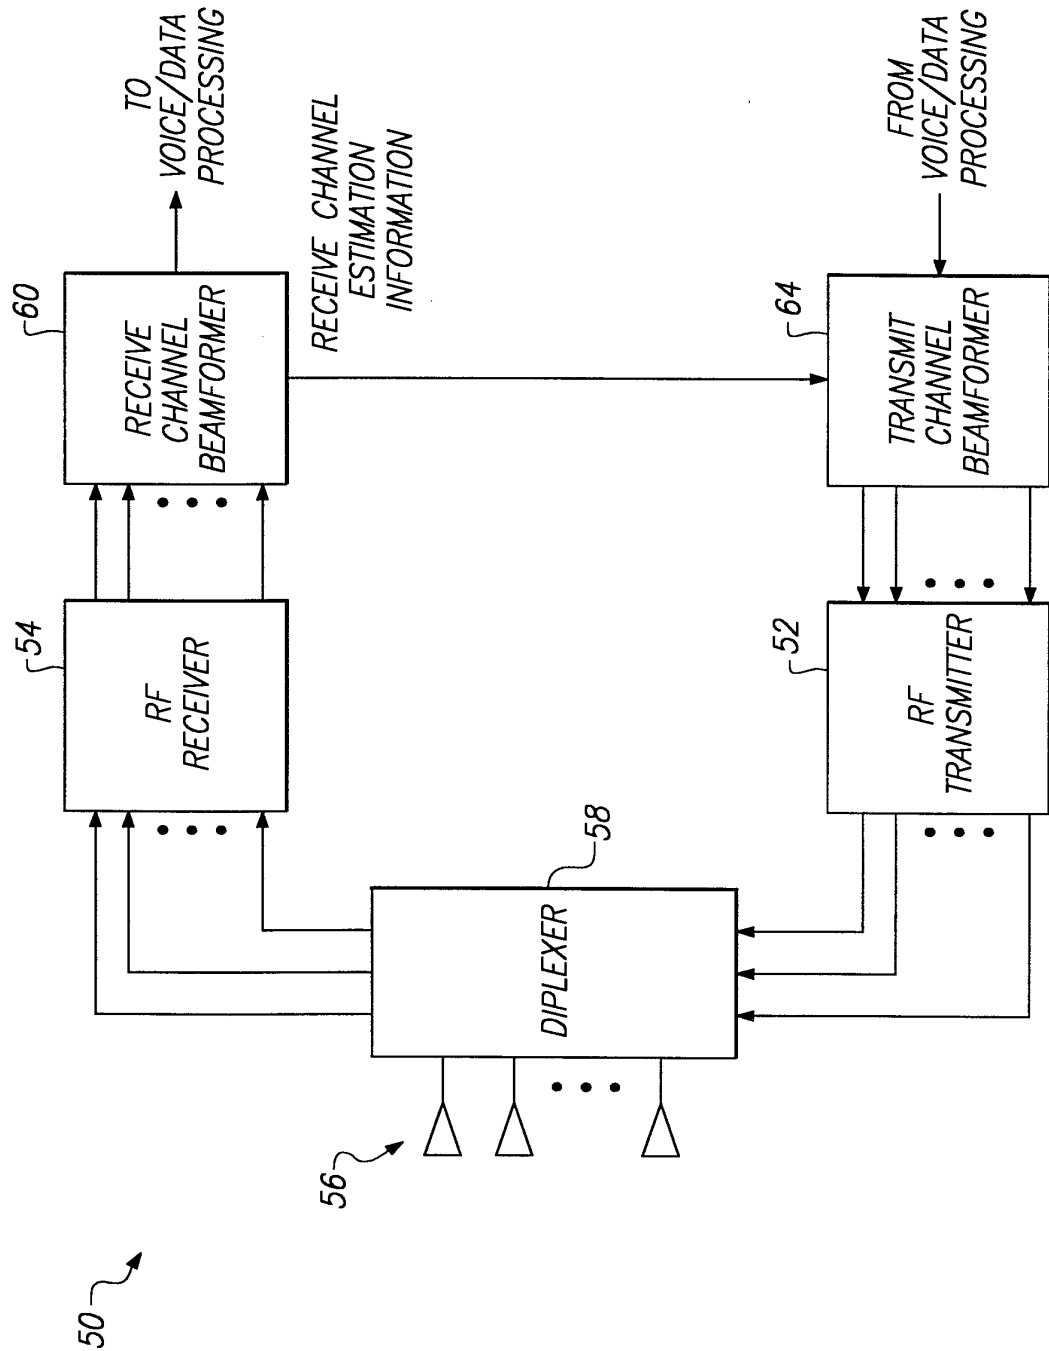 50
56
DIPLEXER
58
RF
RECEIVER
54
RECEIVE
CHANNEL
BEAMFORMER
60
TO
VOICE/DATA
PROCESSING
RECEIVE CHANNEL
ESTIMATION
INFORMATION
RF
TRANSMITTER
52
TRANSMIT
CHANNEL
BEAMFORMER
64
FROM
VOICE/DATA
PROCESSING